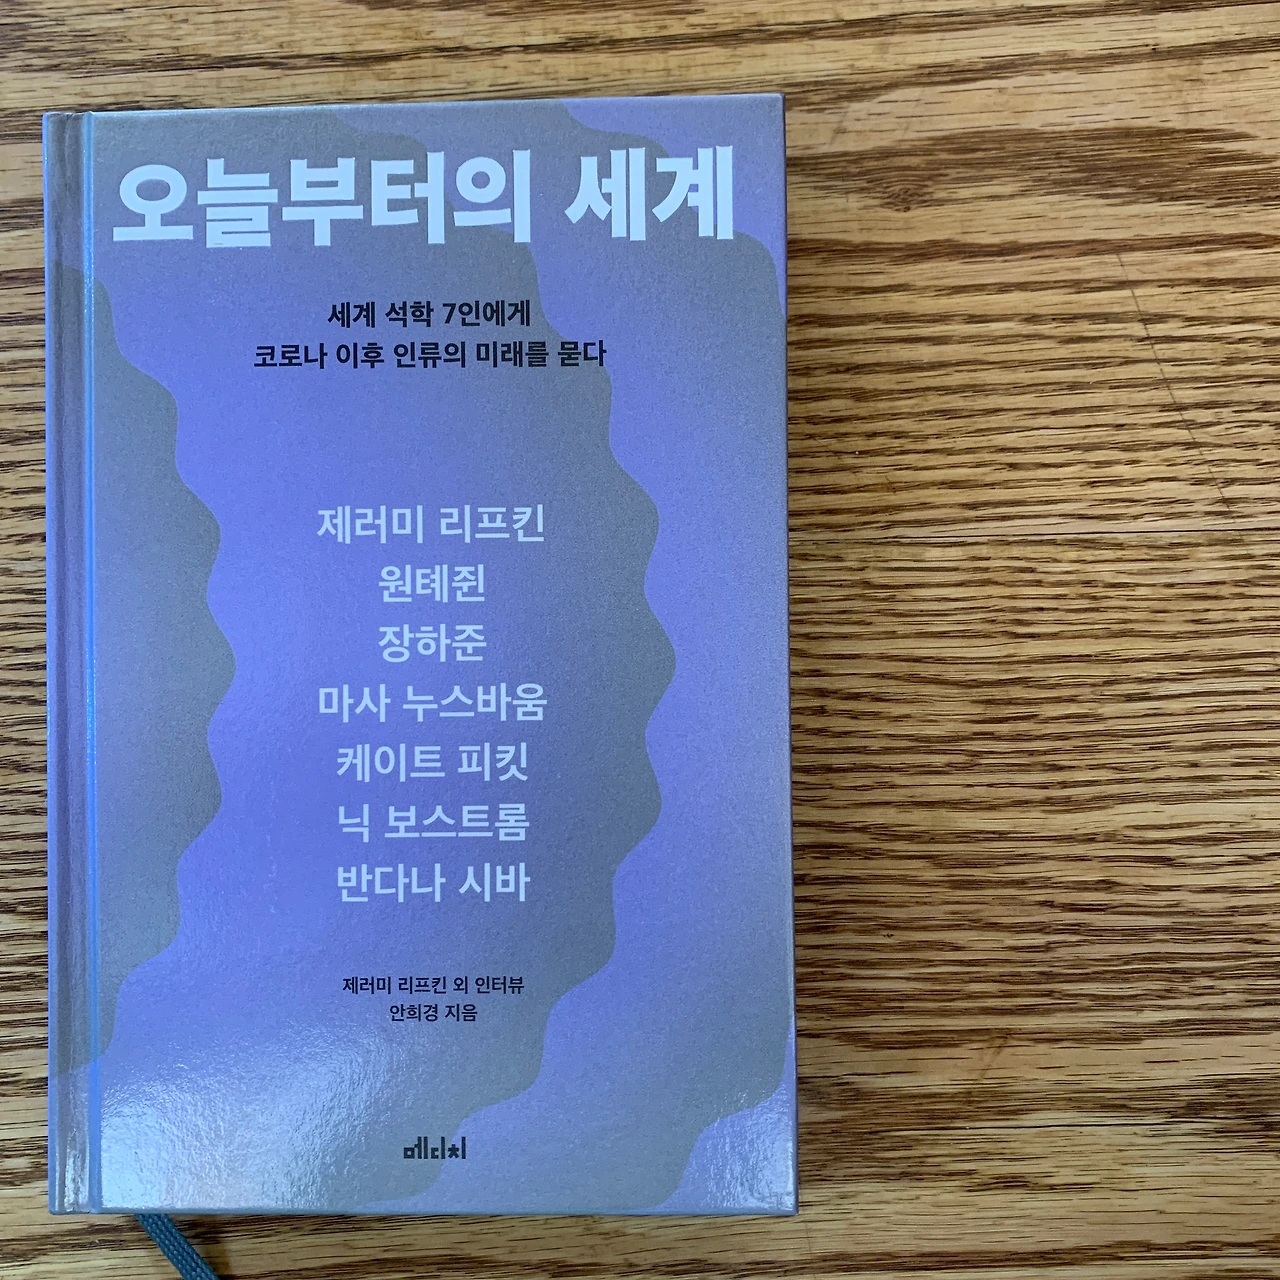 오늘부터의 세계
세계 석학 7인에게
코로나 이후 인류의 미래를 묻다
제러미 리프킨
원톄쥔
장하준
마사 누스바움
케이트 피킷
닉 보스트롬
반다나 시바
제러미 리프킨 외 인터뷰
안희경 지음
메디치